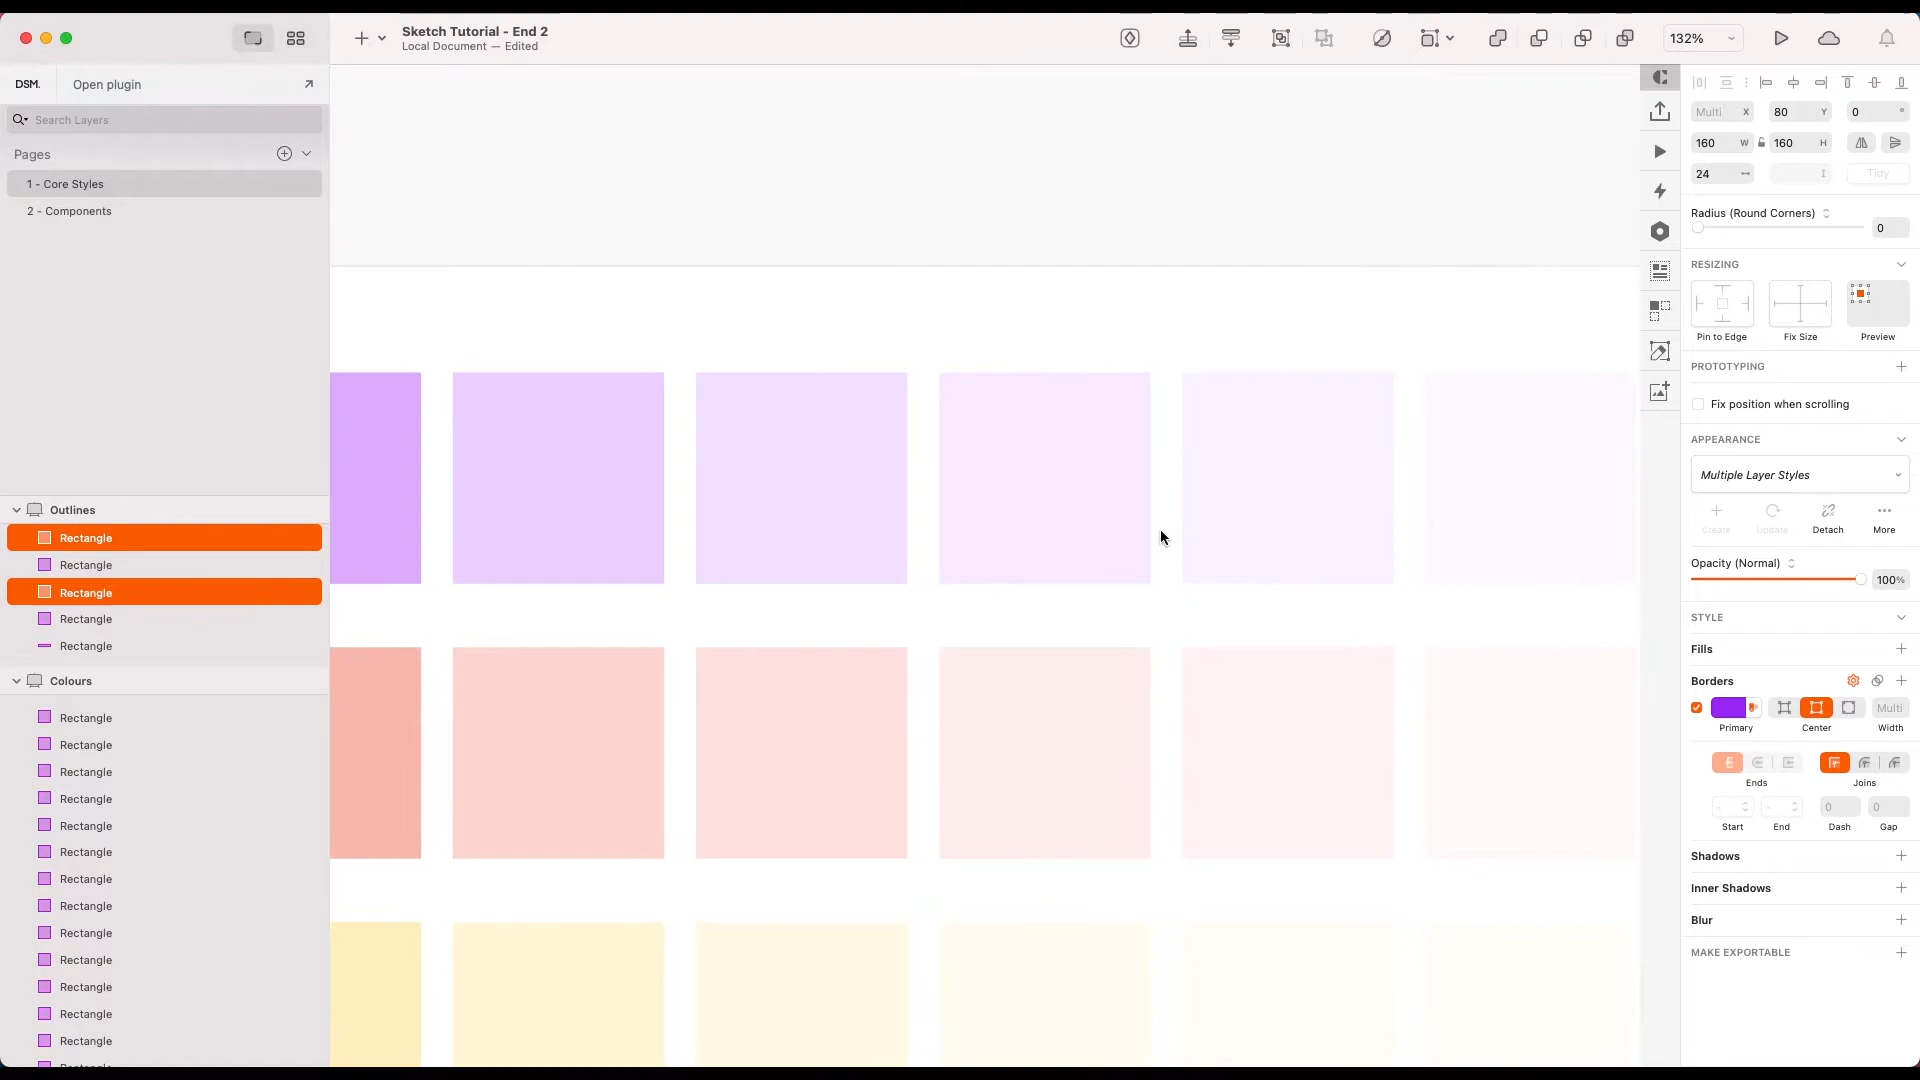 Sketch Tutorial - End 2
Local Document — Edited
132%
DSM.
Open plugin
Search Layers
Pages
1 - Core Styles
2 - Components
Outlines
Rectangle
Rectangle
Rectangle
Rectangle
Rectangle
Colours
Rectangle
Rectangle
Rectangle
Rectangle
Rectangle
Rectangle
Rectangle
Rectangle
Rectangle
Rectangle
Rectangle
Rectangle
Rectangle
Rectangle
Multi X 80 Y 0 °
160 W 160 H
24 Tidy
Radius (Round Corners)
0
RESIZING
Pin to Edge Fix Size Preview
PROTOTYPING
Fix position when scrolling
APPEARANCE
Multiple Layer Styles
Create Update Detach More
Opacity (Normal)
100%
STYLE
Fills
Borders
Multi
Primary Center Width
Ends Joins
- - 0 0
Start End Dash Gap
Shadows
Inner Shadows
Blur
MAKE EXPORTABLE